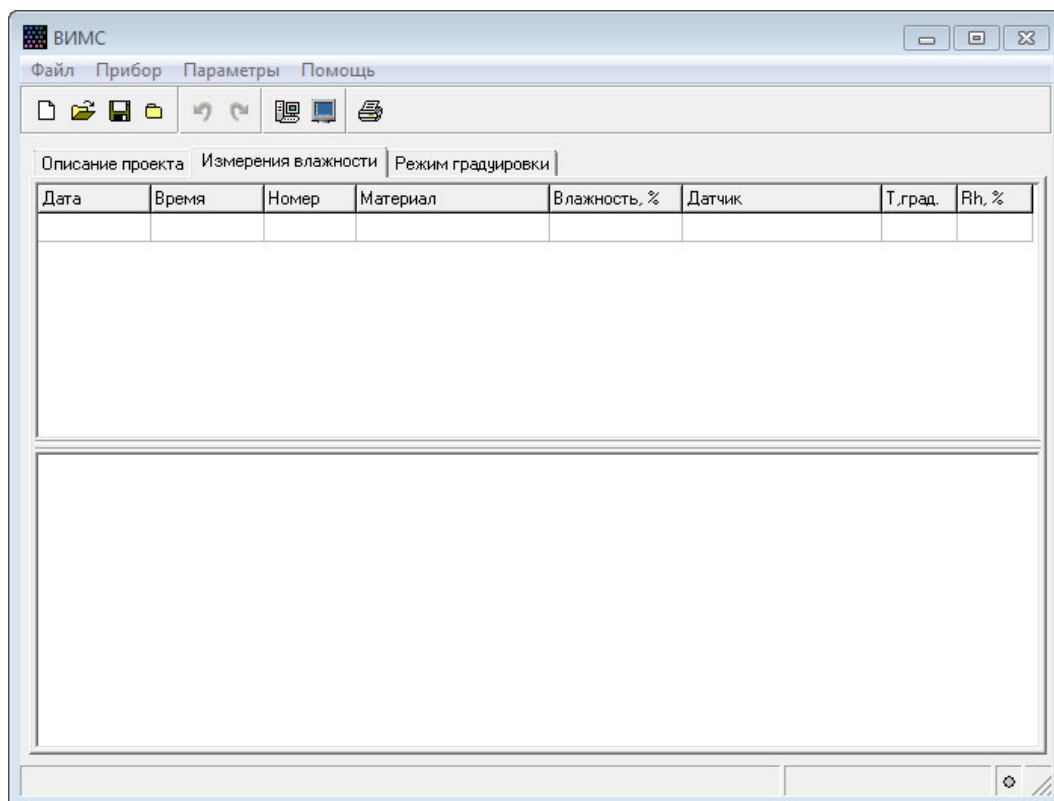 ВИМС
Файл Прибор Параметры Помощь
Описание проекта Измерения влажности Режим градуировки
Дата Время Номер Материал Влажность, % Датчик Т,град. Rh, %